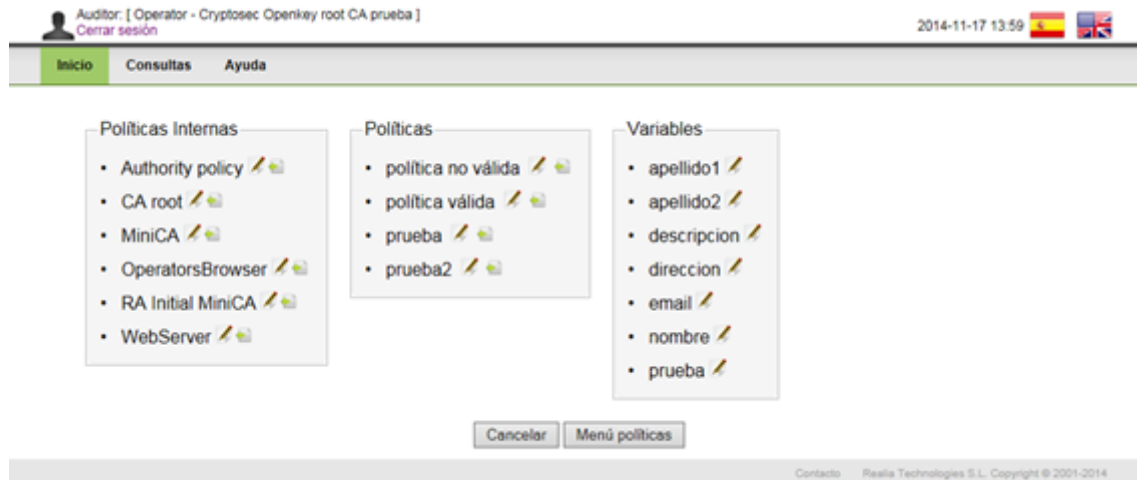 Auditor: [ Operator - Cryptosec Openkey root CA prueba ]
Cerrar sesión
2014-11-17 13:59
Inicio Consultas Ayuda
Políticas Internas
Authority policy
CA root
MiniCA
OperatorsBrowser
RA Initial MiniCA
WebServer
Políticas
política no válida
política válida
prueba
prueba2
Variables
apellido1
apellido2
descripcion
direccion
email
nombre
prueba
Cancelar Menú políticas
Contacto Realia Technologies S.L. Copyright © 2001-2014